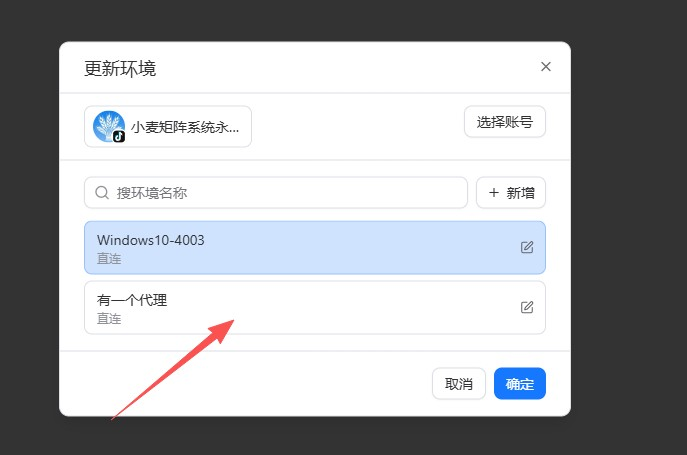 更新环境
小麦矩阵系统永...
选择账号
搜环境名称
新增
Windows10-4003
直连
有一个代理
直连
取消
确定